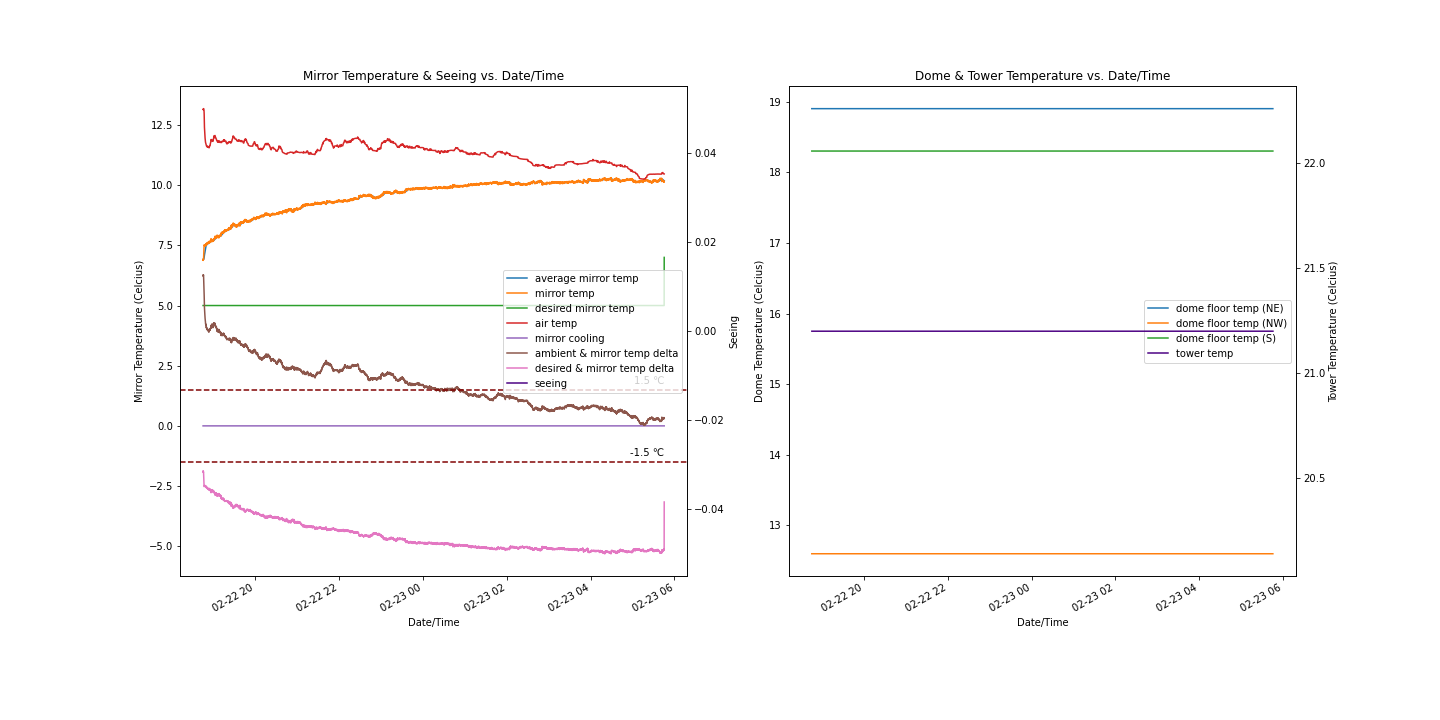 Mirror Temperature & Seeing vs. Date/Time
Mirror Temperature (Celcius)
12.5
10.0
7.5
5.0
2.5
0.0
−2.5
−5.0
average mirror temp
mirror temp
desired mirror temp
air temp
mirror cooling
ambient & mirror temp delta
desired & mirror temp delta
seeing
1.5 °C
-1.5 °C
0.04
0.02
0.00
−0.02
−0.04
Seeing
02-22 20
02-22 22
02-23 00
02-23 02
02-23 04
02-23 06
Date/Time
Dome & Tower Temperature vs. Date/Time
Dome Temperature (Celcius)
19
18
17
16
15
14
13
dome floor temp (NE)
dome floor temp (NW)
dome floor temp (S)
tower temp
22.0
21.5
21.0
20.5
Tower Temperature (Celcius)
02-22 20
02-22 22
02-23 00
02-23 02
02-23 04
02-23 06
Date/Time